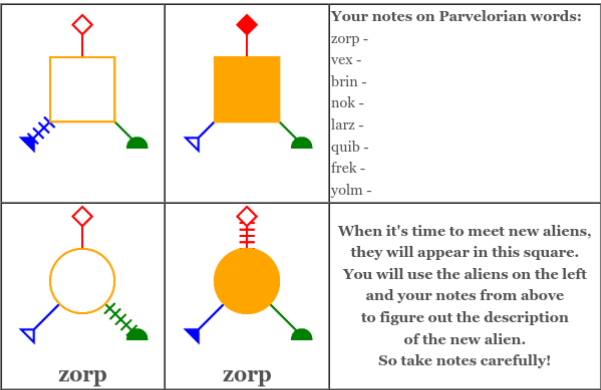 Your notes on Parvelorian words:
zorp -
vex -
brin -
nok -
larz -
quib -
frek -
yolm -
When it's time to meet new aliens,
they will appear in this square.
You will use the aliens on the left
and your notes from above
to figure out the description
of the new alien.
So take notes carefully!
zorp
zorp